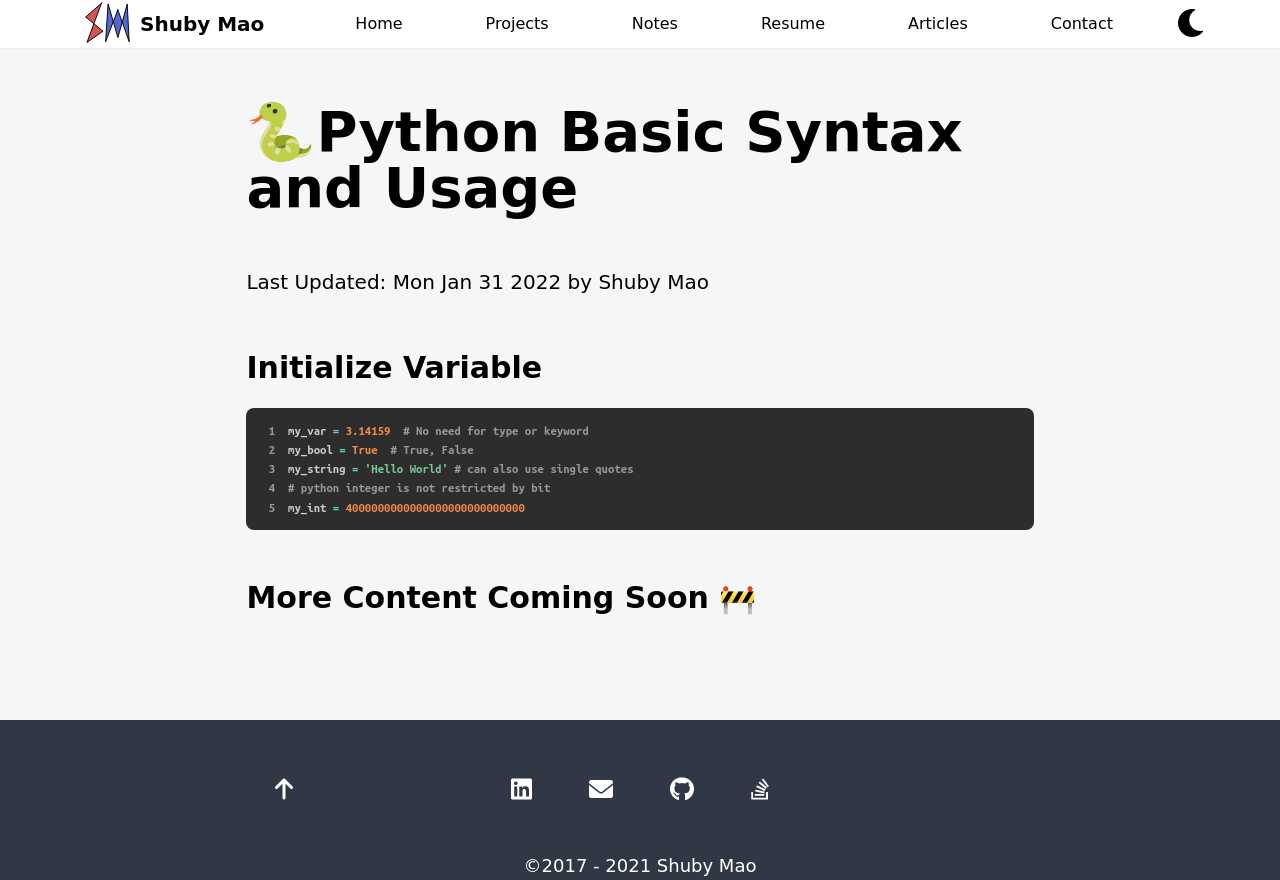 SM Shuby Mao Home Projects Notes Resume Articles Contact
🐍Python Basic Syntax
and Usage
Last Updated: Mon Jan 31 2022 by Shuby Mao
Initialize Variable
1 my_var = 3.14159  # No need for type or keyword
2 my_bool = True  # True, False
3 my_string = 'Hello World' # can also use single quotes
4 # python integer is not restricted by bit
5 my_int = 4000000000000000000000000000
More Content Coming Soon 🚧
©2017 - 2021 Shuby Mao